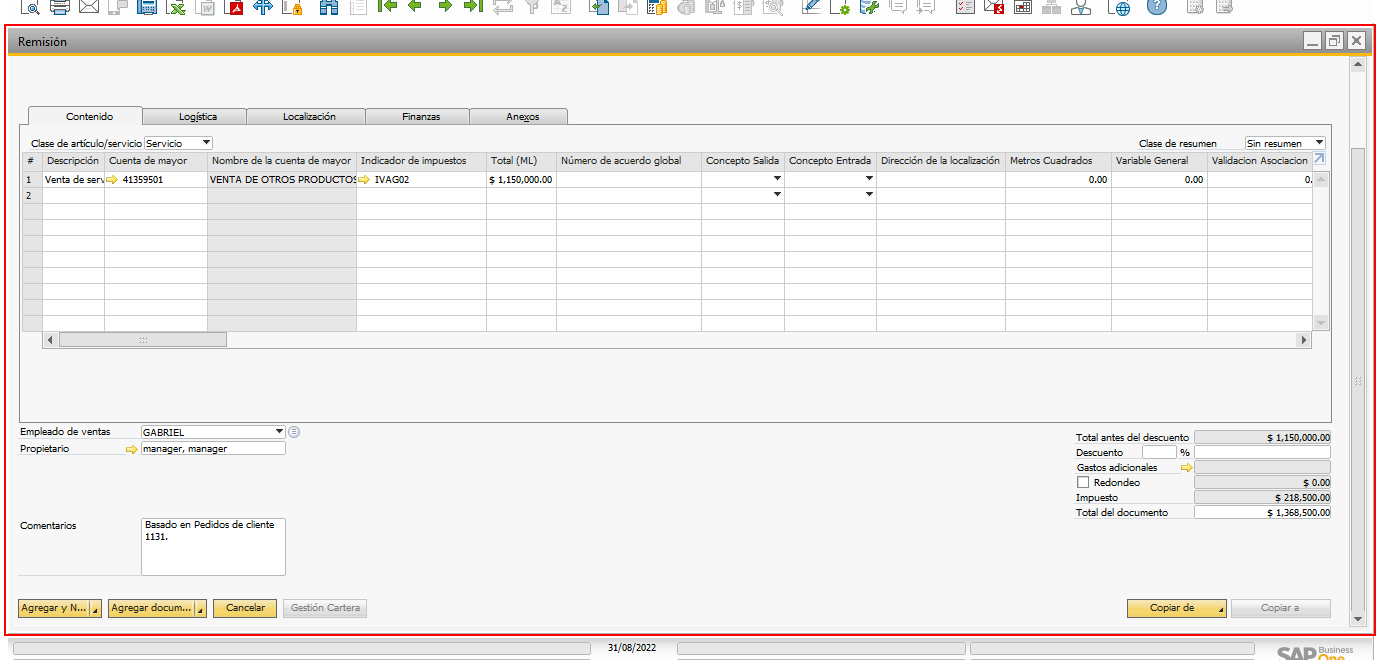 Remisión
Contenido Logística Localización Finanzas Anexos
Clase de artículo/servicio Servicio Clase de resumen Sin resumen
# Descripción Cuenta de mayor Nombre de la cuenta de mayor Indicador de impuestos Total (ML) Número de acuerdo global Concepto Salida Concepto Entrada Dirección de la localización Metros Cuadrados Variable General Validacion Asociacion
1 Venta de serv 41359501 VENTA DE OTROS PRODUCTOS IVAG02 $ 1,150,000.00 0.00 0.00 0.
2
Empleado de ventas GABRIEL
Propietario manager, manager
Total antes del descuento $ 1,150,000.00
Descuento %
Gastos adicionales
Redondeo $ 0.00
Impuesto $ 218,500.00
Total del documento $ 1,368,500.00
Comentarios Basado en Pedidos de cliente
1131.
Agregar y N... Agregar docum... Cancelar Gestión Cartera Copiar de Copiar a
31/08/2022
SAP Business
One